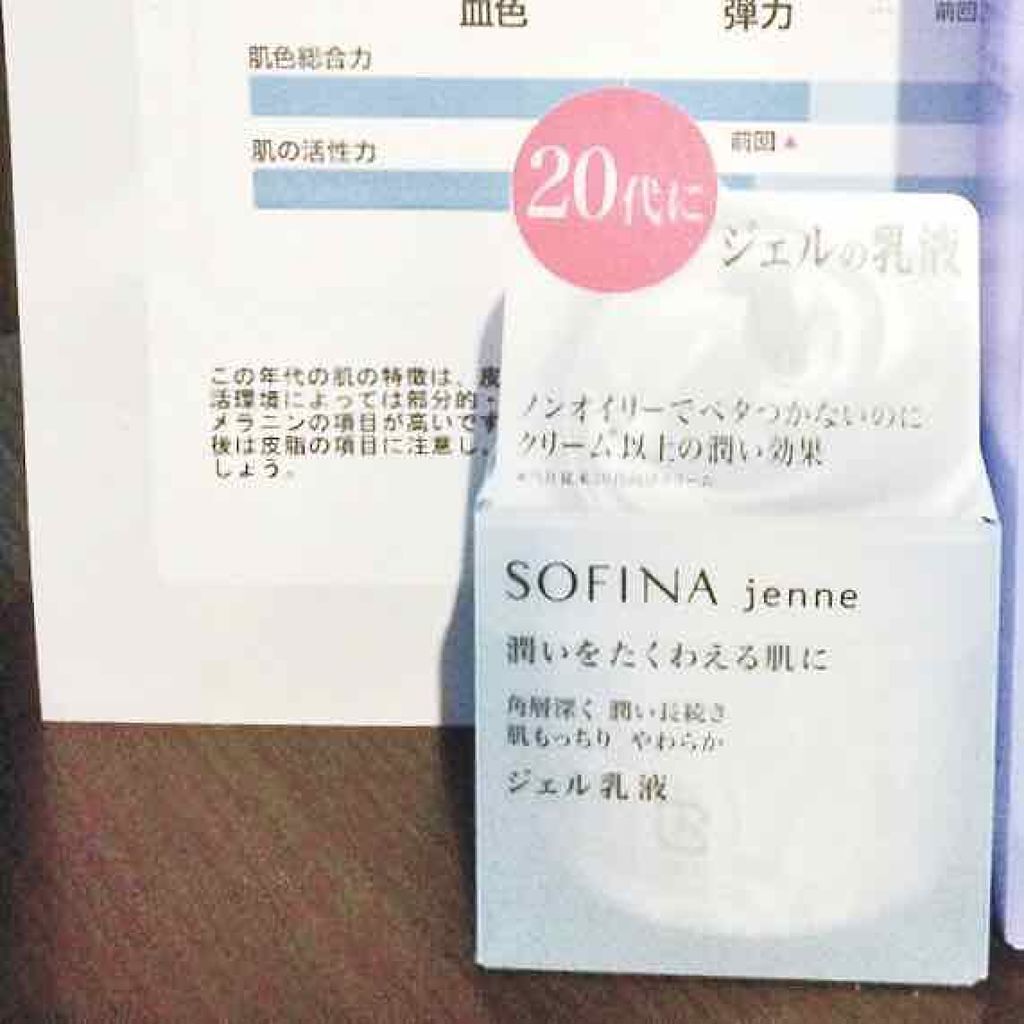 血色
弾力
前回
肌色総合力
肌の活性力
前回▲
20代に
ジェルの乳液
この年代の肌の特徴は、皮
活環境によっては部分的・
メラニンの項目が高いです
後は皮脂の項目に注意し、
しょう。
ノンオイリーでベタつかないのに
クリーム以上の潤い効果
SOFINA jenne
潤いをたくわえる肌に
角層深く 潤い長続き
肌もっちり やわらか
ジェル乳液